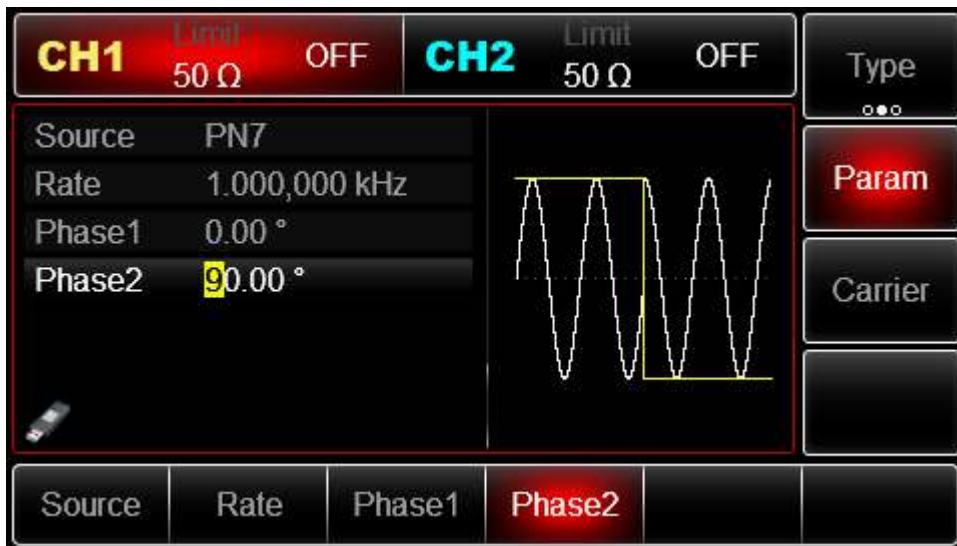 CH1 Limit 50 Ω OFF
CH2 Limit 50 Ω OFF
Type
Source PN7
Rate 1.000,000 kHz
Phase1 0.00 °
Phase2 90.00 °
Param
Carrier
Source Rate Phase1 Phase2